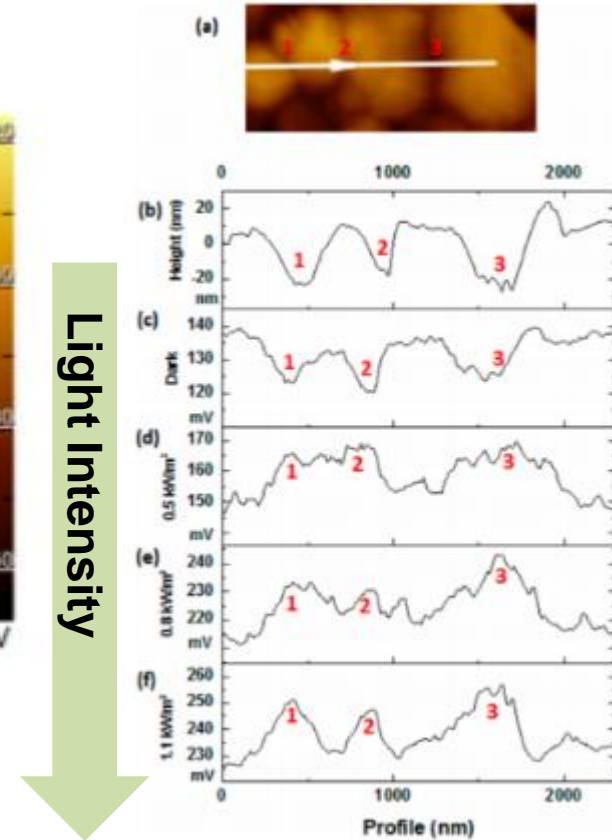 (a)
1 2 3
0 1000 2000
(b)
Height (nm)
20
0
-20
nm
1 2 3
(c)
Dark
140
130
120
mV
1 2 3
(d)
0.5 kW/m²
170
160
150
mV
1 2 3
(e)
0.8 kW/m²
240
230
220
mV
1 2 3
(f)
1.1 kW/m²
260
250
240
230
mV
1 2 3
0 1000 2000
Profile (nm)
Light Intensity